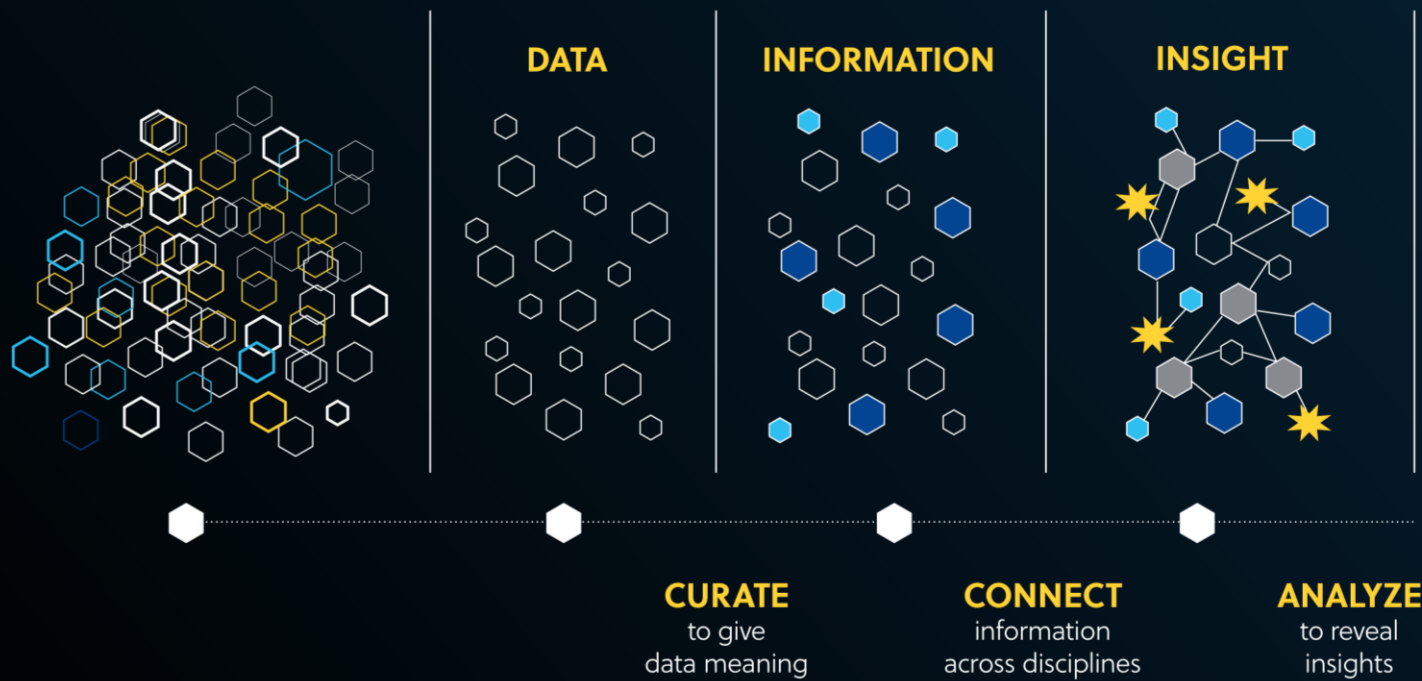 DATA
INFORMATION
INSIGHT
CURATE
to give
data meaning
CONNECT
information
across disciplines
ANALYZE
to reveal
insights